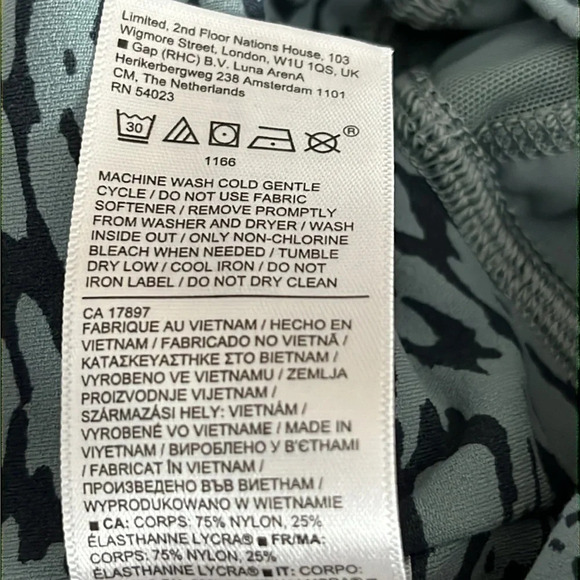 Limited, 2nd Floor Nations House, 103
Wigmore Street, London, W1U 1QS, UK
■ Gap (RHC) B.V. Luna ArenA
Herikerbergweg 238 Amsterdam 1101
CM, The Netherlands
RN 54023
30 ®
1166
MACHINE WASH COLD GENTLE
CYCLE / DO NOT USE FABRIC
SOFTENER / REMOVE PROMPTLY
FROM WASHER AND DRYER / WASH
INSIDE OUT / ONLY NON-CHLORINE
BLEACH WHEN NEEDED / TUMBLE
DRY LOW / COOL IRON / DO NOT
IRON LABEL / DO NOT DRY CLEAN
CA 17897
FABRIQUE AU VIETNAM / HECHO EN
VIETNAM / FABRICADO NO VIETNÃ /
ΚΑΤΑΣΚΕΥΑΣΤΗΚΕ ΣΤΟ ΒΙΕΤΝΑΜ /
VYROBENO VE VIETNAMU / ZEMLJA
PROIZVODNJE VIJETNAM /
SZÁRMAZÁSI HELY: VIETNÁM /
VYROBENÉ VO VIETNAME / MADE IN
VIYETNAM / ВИРОБЛЕНО У В'ЄТНАМІ
/ FABRICAT ÎN VIETNAM /
ПРОИЗВЕДЕНО ВЪВ ВИЕТНАМ /
WYPRODUKOWANO W WIETNAMIE
■ CA: CORPS: 75% NYLON, 25%
ÉLASTHANNE LYCRA® ■ FR/MA:
CORPS: 75% NYLON, 25%
ÉLASTHANNE LYCRA® ■ IT: CORPO: